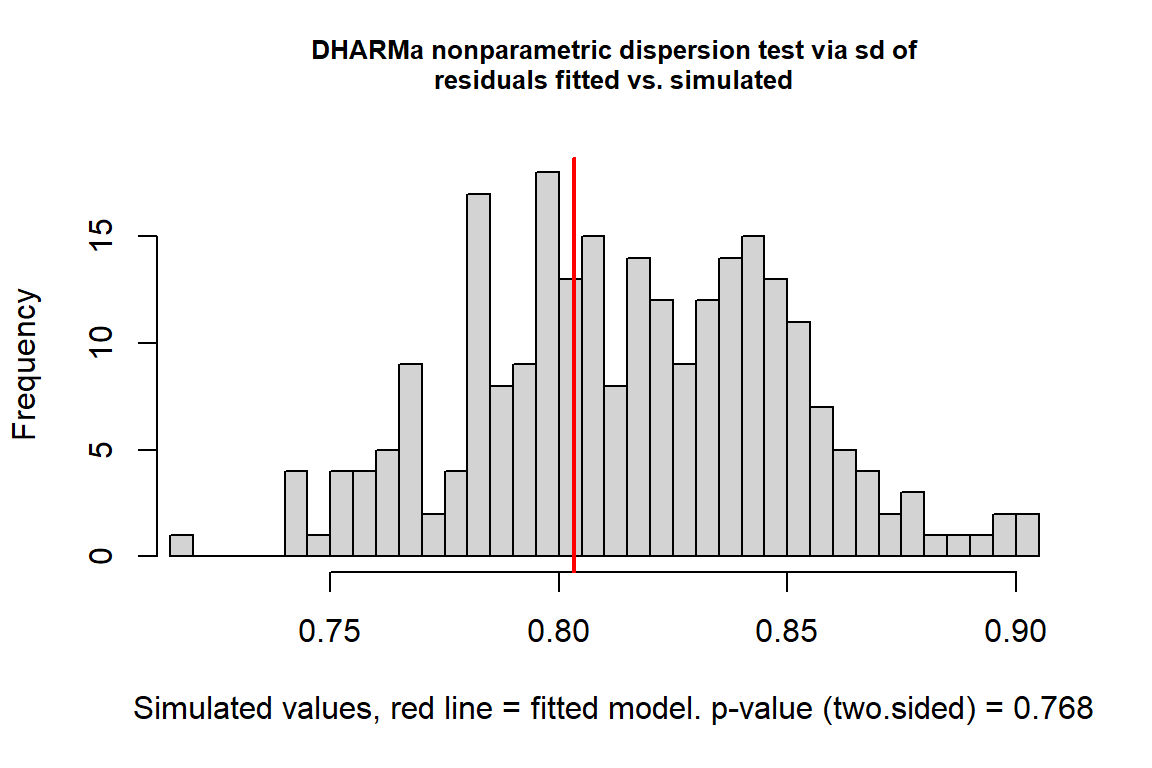 DHARMa nonparametric dispersion test via sd of
residuals fitted vs. simulated
Frequency
15
10
5
0
0.75 0.80 0.85 0.90
Simulated values, red line = fitted model. p-value (two.sided) = 0.768